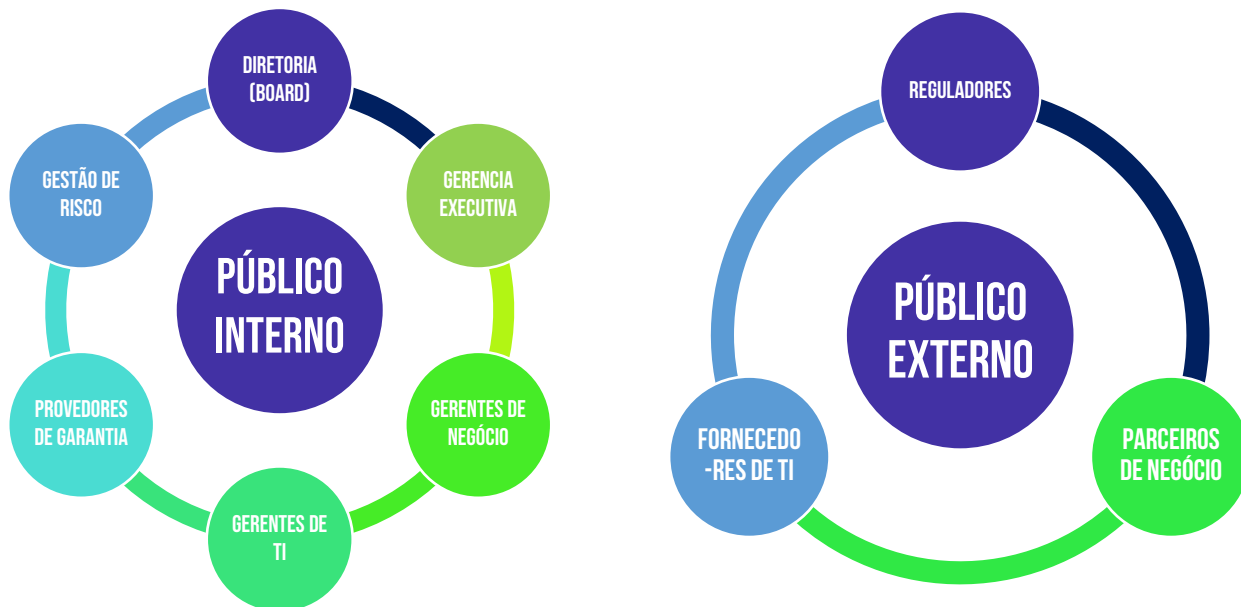 DIRETORIA
(BOARD)
GERENCIA
EXECUTIVA
GERENTES DE
NEGÓCIO
GERENTES DE
TI
PROVEDORES
DE GARANTIA
GESTÃO DE
RISCO
PÚBLICO
INTERNO
REGULADORES
PARCEIROS
DE NEGÓCIO
FORNECEDO
-RES DE TI
PÚBLICO
EXTERNO